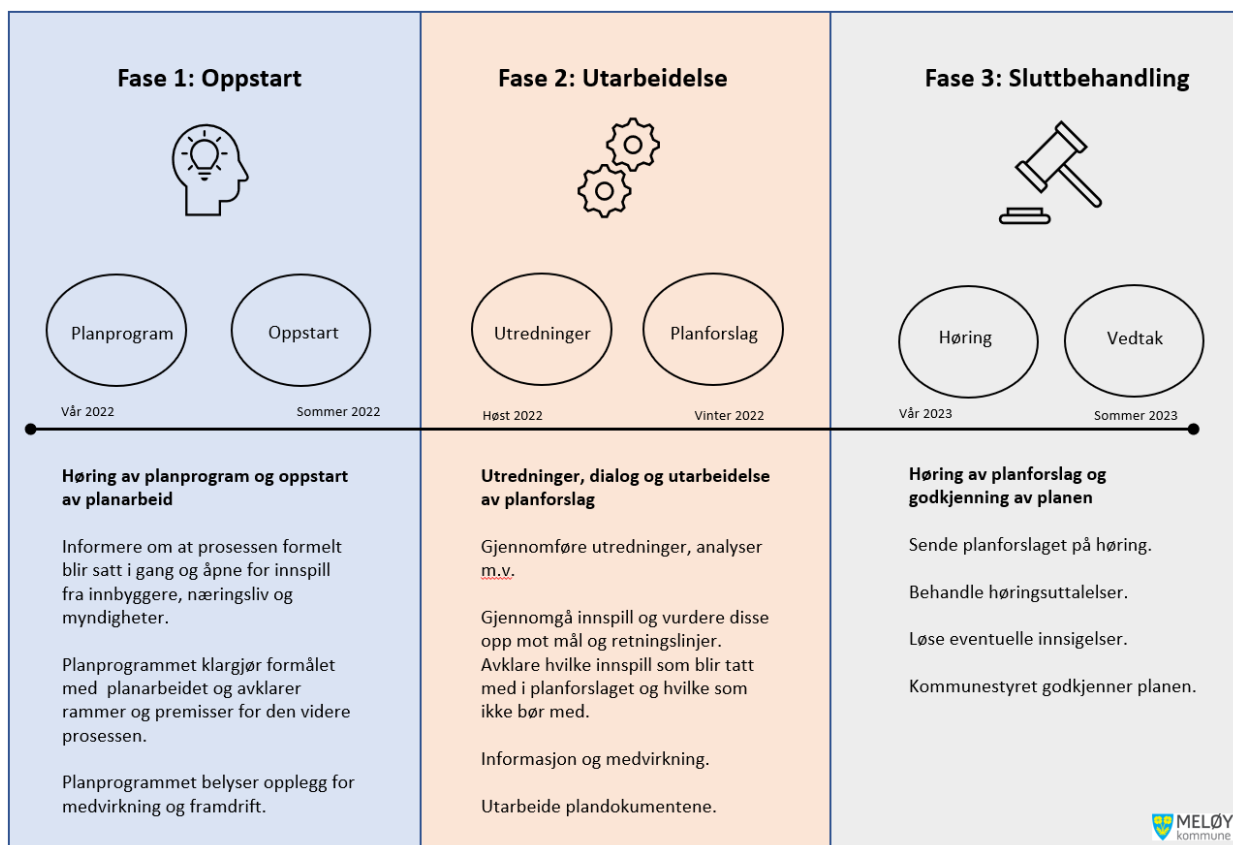 Fase 1: Oppstart
Planprogram
Oppstart
Vår 2022
Sommer 2022
Høring av planprogram og oppstart
av planarbeid
Informere om at prosessen formelt
blir satt i gang og åpne for innspill
fra innbyggere, næringsliv og
myndigheter.
Planprogrammet klargjør formålet
med planarbeidet og avklarer
rammer og premisser for den videre
prosessen.
Planprogrammet belyser opplegg for
medvirkning og framdrift.
Fase 2: Utarbeidelse
Utredninger
Planforslag
Høst 2022
Vinter 2022
Utredninger, dialog og utarbeidelse
av planforslag
Gjennomføre utredninger, analyser
m.v.
Gjennomgå innspill og vurdere disse
opp mot mål og retningslinjer.
Avklare hvilke innspill som blir tatt
med i planforslaget og hvilke som
ikke bør med.
Informasjon og medvirkning.
Utarbeide plandokumentene.
Fase 3: Sluttbehandling
Høring
Vedtak
Vår 2023
Sommer 2023
Høring av planforslag og
godkjenning av planen
Sende planforslaget på høring.
Behandle høringsuttalelser.
Løse eventuelle innsigelser.
Kommunestyret godkjenner planen.
MELØY
kommune